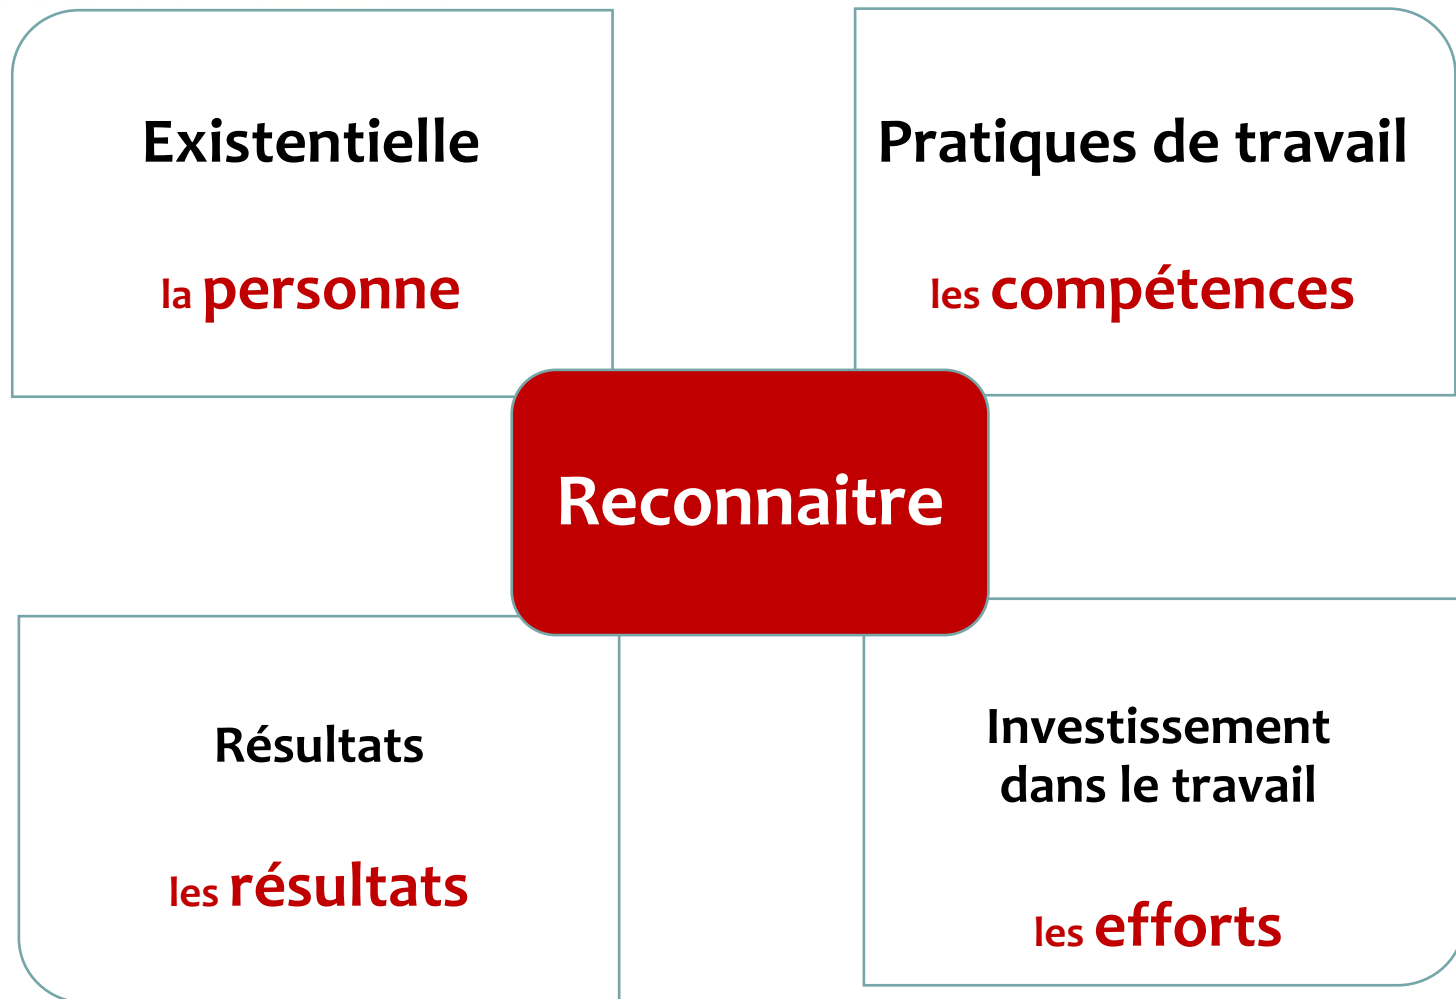 Existentielle
la personne
Pratiques de travail
les compétences
Reconnaitre
Résultats
les résultats
Investissement
dans le travail
les efforts